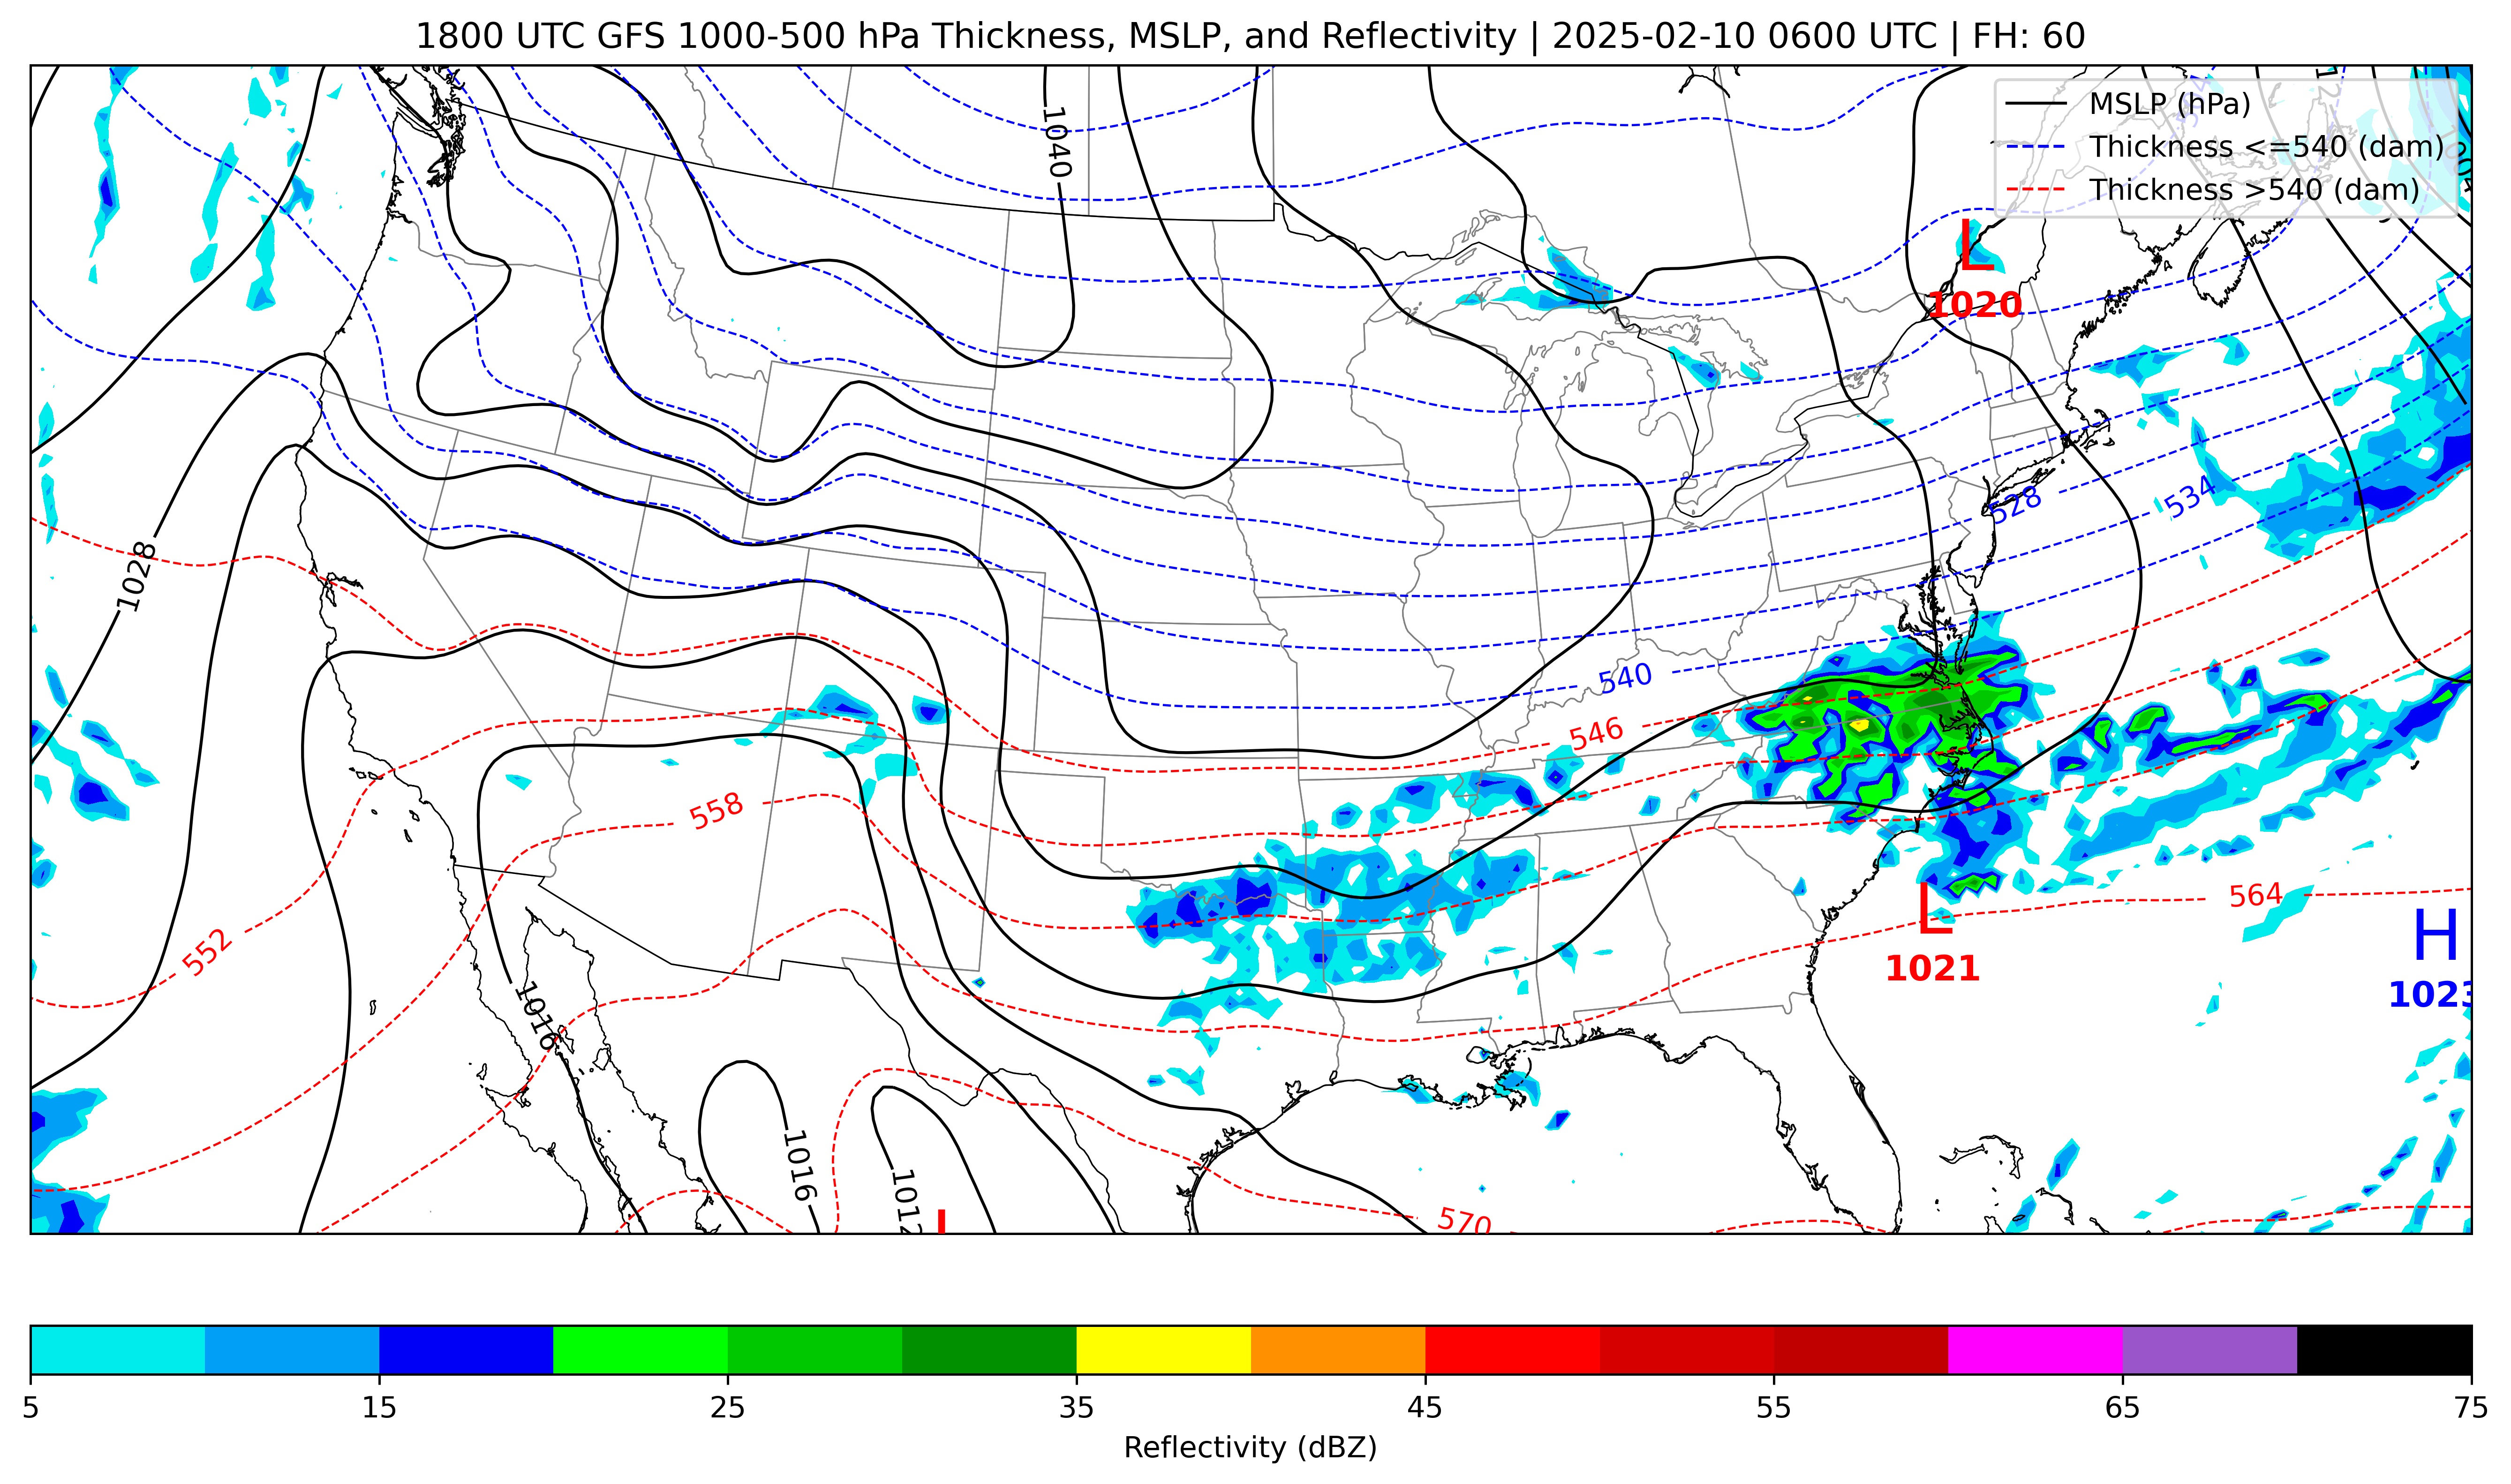 1800 UTC GFS 1000-500 hPa Thickness, MSLP, and Reflectivity | 2025-02-10 0600 UTC | FH: 60
MSLP (hPa)
Thickness <=540 (dam)
Thickness >540 (dam)
1040
L
1020
528
534
1028
540
546
558
552
564
L
1021
H
1023
1016
1016
1012
570
5 15 25 35 45 55 65 75
Reflectivity (dBZ)